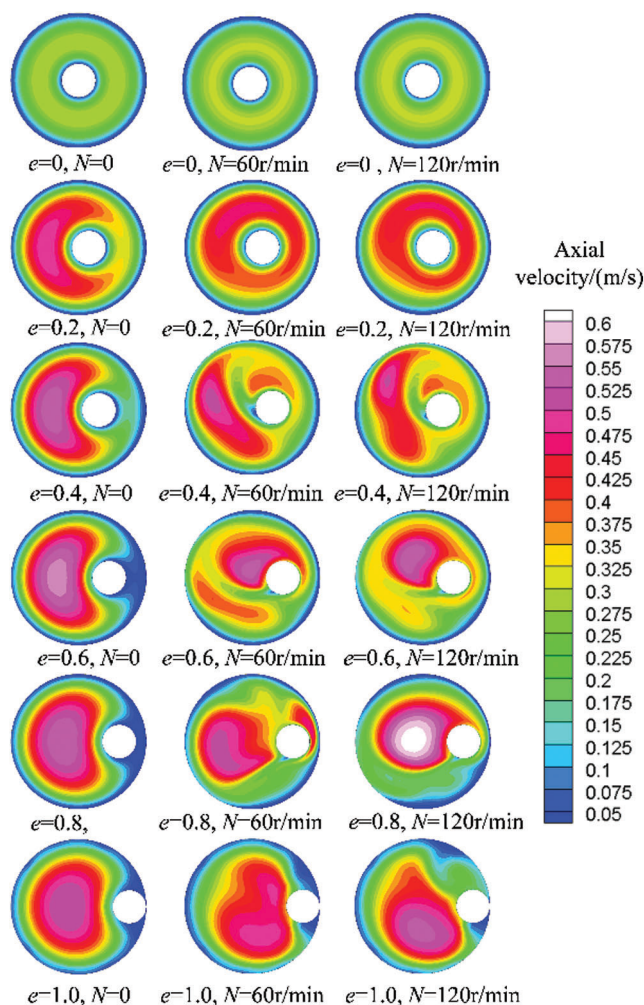 e=0, N=0
e=0, N=60r/min
e=0 , N=120r/min
e=0.2, N=0
e=0.2, N=60r/min
e=0.2, N=120r/min
e=0.4, N=0
e=0.4, N=60r/min
e=0.4, N=120r/min
e=0.6, N=0
e=0.6, N=60r/min
e=0.6, N=120r/min
e=0.8,
e=0.8, N=60r/min
e=0.8, N=120r/min
e=1.0, N=0
e=1.0, N=60r/min
e=1.0, N=120r/min
Axial
velocity/(m/s)
0.6
0.575
0.55
0.525
0.5
0.475
0.45
0.425
0.4
0.375
0.35
0.325
0.3
0.275
0.25
0.225
0.2
0.175
0.15
0.125
0.1
0.075
0.05